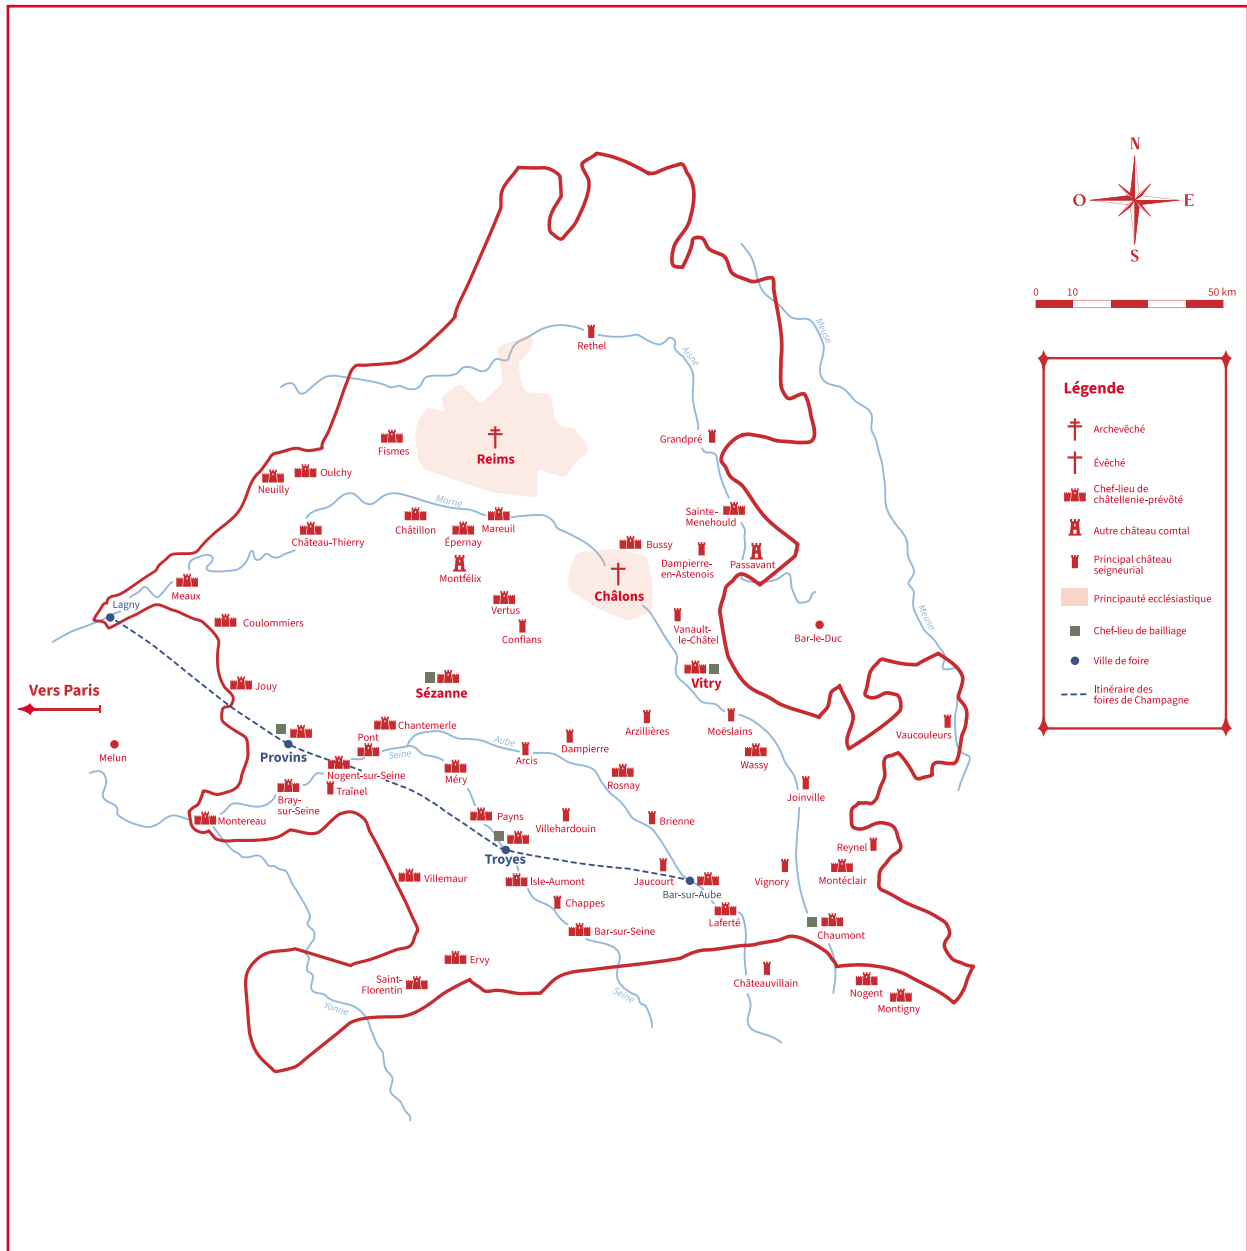 N
O
E
S
0
10
50 km
Légende
Archevêché
Évêché
Chef-lieu de
châtellenie-prévôté
Autre château comtal
Principal château
seigneurial
Principauté ecclésiastique
Chef-lieu de bailliage
Ville de foire
Itinéraire des
foires de Champagne
Meuse
Rethel
Aisne
Grandpré
Fismes
Reims
Oulchy
Neuilly
Marne
Sainte-
Menehould
Châtillon
Mareuil
Épernay
Château-Thierry
Bussy
Dampierre-
en-Astenois
Passavant
Montfélix
Meaux
Châlons
Lagny
Vertus
Meuse
Coulommiers
Conflans
Vanault-
le-Châtel
Bar-le-Duc
Jouy
Sézanne
Vitry
Vers Paris
Chantemerle
Arzillières
Moëslains
Vaucouleurs
Pont
Seine
Aube
Dampierre
Melun
Provins
Arcis
Wassy
Nogent-sur-Seine
Méry
Rosnay
Traînel
Joinville
Bray-
sur-Seine
Montereau
Payns
Villehardouin
Brienne
Reynel
Troyes
Villemaur
Isle-Aumont
Jaucourt
Bar-sur-Aube
Vignory
Montéclair
Chappes
Laferté
Bar-sur-Seine
Chaumont
Ervy
Saint-
Florentin
Châteauvillain
Nogent
Montigny
Seine
Yonne